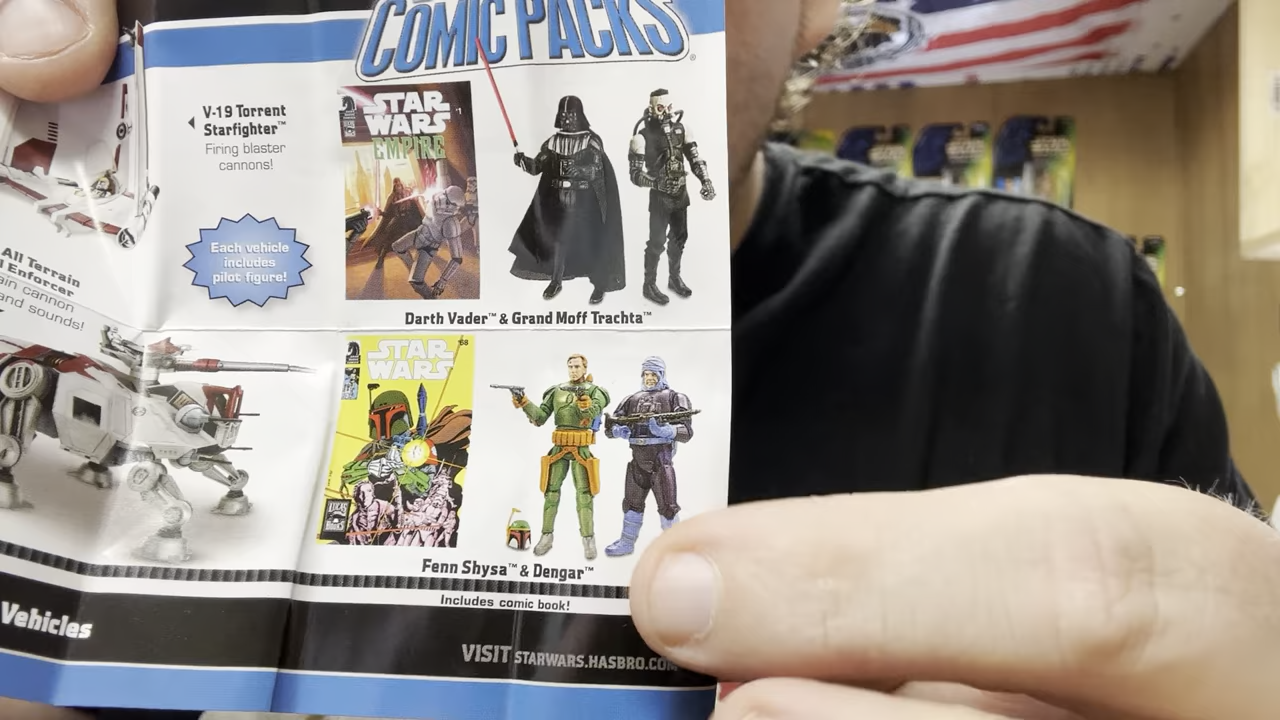 COMIC PACKS
V-19 Torrent
Starfighter™
Firing blaster
cannons!
Each vehicle
includes
pilot figure!
All Terrain
Enforcer
cannon
and sounds!
STAR
WARS
EMPIRE
Darth Vader™ & Grand Moff Trachta™
'68
STAR
WARS
Fenn Shysa™ & Dengar™
Includes comic book!
Vehicles
VISIT STARWARS.HASBRO.COM